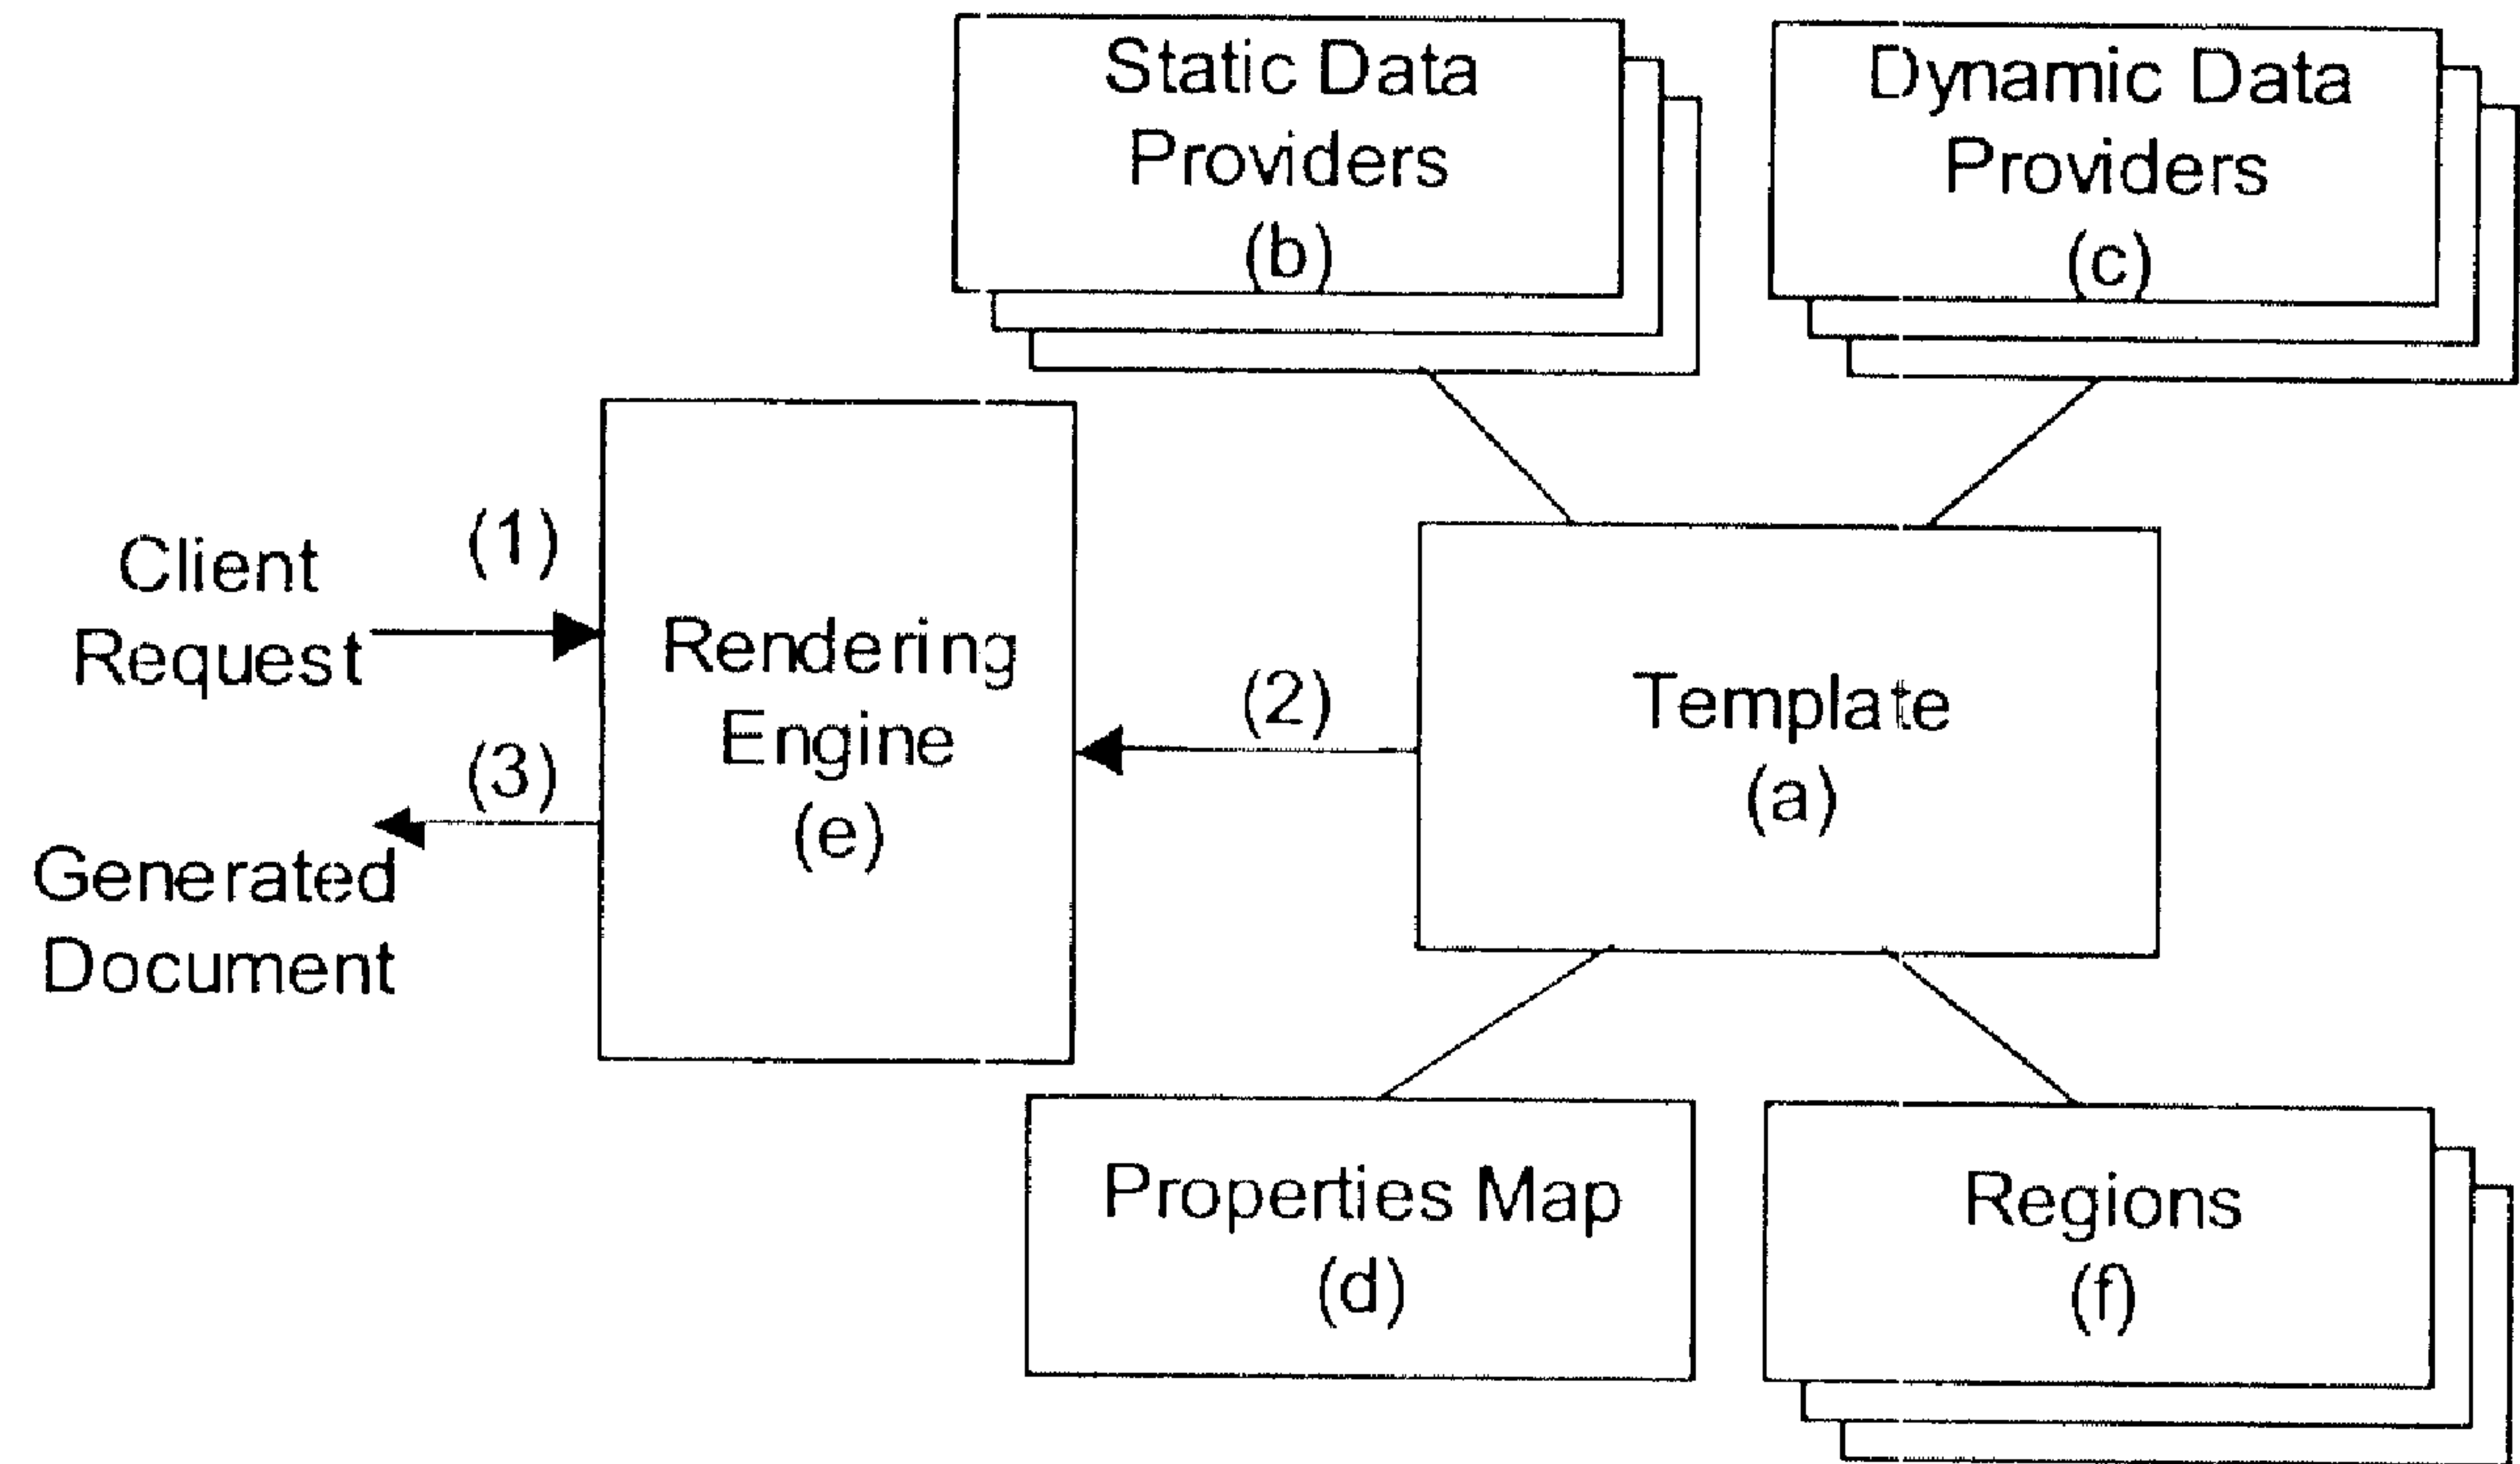 Static Data
Providers
(b)
Dynamic Data
Providers
(c)
Client
Request
(1)
Rendering
Engine
(e)
(2)
Template
(a)
(3)
Generated
Document
Properties Map
(d)
Regions
(f)